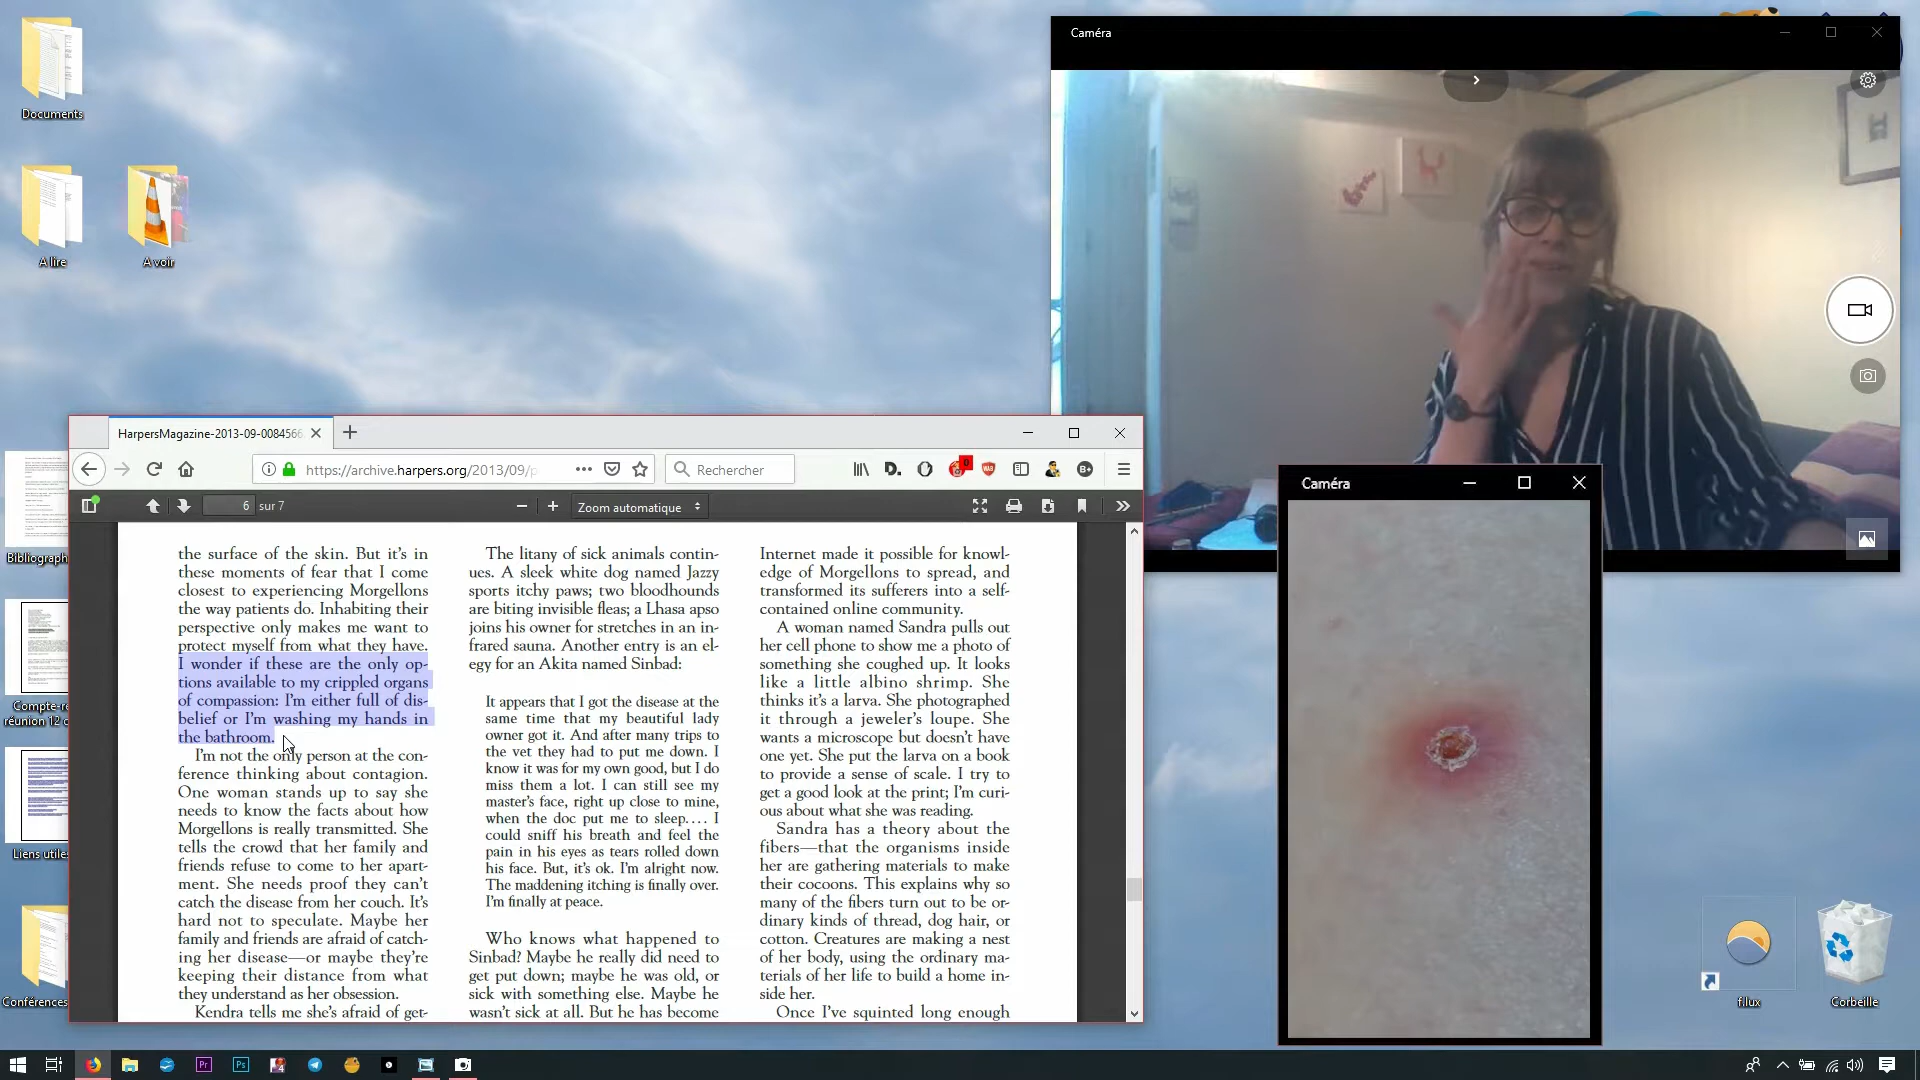 Documents
A lire
A voir
Bibliograph
Compte-re
réunion 12 d
Liens utiles
Conférences
Caméra
HarpersMagazine-2013-09-0084566
https://archive.harpers.org/2013/09/p
Rechercher
6 sur 7
Zoom automatique
the surface of the skin. But it's in
these moments of fear that I come
closest to experiencing Morgellons
the way patients do. Inhabiting their
perspective only makes me want to
protect myself from what they have.
I wonder if these are the only op-
tions available to my crippled organs
of compassion: I'm either full of dis-
belief or I'm washing my hands in
the bathroom.
I'm not the only person at the con-
ference thinking about contagion.
One woman stands up to say she
needs to know the facts about how
Morgellons is really transmitted. She
tells the crowd that her family and
friends refuse to come to her apart-
ment. She needs proof they can't
catch the disease from her couch. It's
hard not to speculate. Maybe her
family and friends are afraid of catch-
ing her disease—or maybe they're
keeping their distance from what
they understand as her obsession.
Kendra tells me she's afraid of get-
The litany of sick animals contin-
ues. A sleek white dog named Jazzy
sports itchy paws; two bloodhounds
are biting invisible fleas; a Lhasa apso
joins his owner for stretches in an in-
frared sauna. Another entry is an el-
egy for an Akita named Sinbad:
It appears that I got the disease at the
same time that my beautiful lady
owner got it. And after many trips to
the vet they had to put me down. I
know it was for my own good, but I do
miss them a lot. I can still see my
master's face, right up close to mine,
when the doc put me to sleep.... I
could sniff his breath and feel the
pain in his eyes as tears rolled down
his face. But, it's ok. I'm alright now.
The maddening itching is finally over.
I'm finally at peace.
Who knows what happened to
Sinbad? Maybe he really did need to
get put down; maybe he was old, or
sick with something else. Maybe he
wasn't sick at all. But he has become
Internet made it possible for knowl-
edge of Morgellons to spread, and
transformed its sufferers into a self-
contained online community.
A woman named Sandra pulls out
her cell phone to show me a photo of
something she coughed up. It looks
like a little albino shrimp. She
thinks it's a larva. She photographed
it through a jeweler's loupe. She
wants a microscope but doesn't have
one yet. She put the larva on a book
to provide a sense of scale. I try to
get a good look at the print; I'm curi-
ous about what she was reading.
Sandra has a theory about the
fibers—that the organisms inside
her are gathering materials to make
their cocoons. This explains why so
many of the fibers turn out to be or-
dinary kinds of thread, dog hair, or
cotton. Creatures are making a nest
of her body, using the ordinary ma-
terials of her life to build a home in-
side her.
Once I've squinted long enough
Caméra
f.lux
Corbeille
Pr
Ps